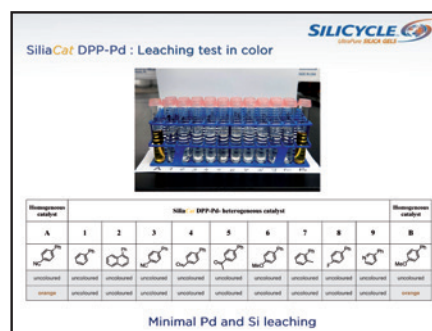 SILICYCLE
UltraPure SILICA GELS
SiliaCat DPP-Pd : Leaching test in color
Homogeneous catalyst
SiliaCat DPP-Pd- heterogeneous catalyst
Homogeneous catalyst
A 1 2 3 4 5 6 7 8 9 B
uncoloured uncoloured uncoloured uncoloured uncoloured uncoloured uncoloured uncoloured uncoloured uncoloured uncoloured
orange uncoloured uncoloured uncoloured uncoloured uncoloured uncoloured uncoloured uncoloured uncoloured orange
Minimal Pd and Si leaching